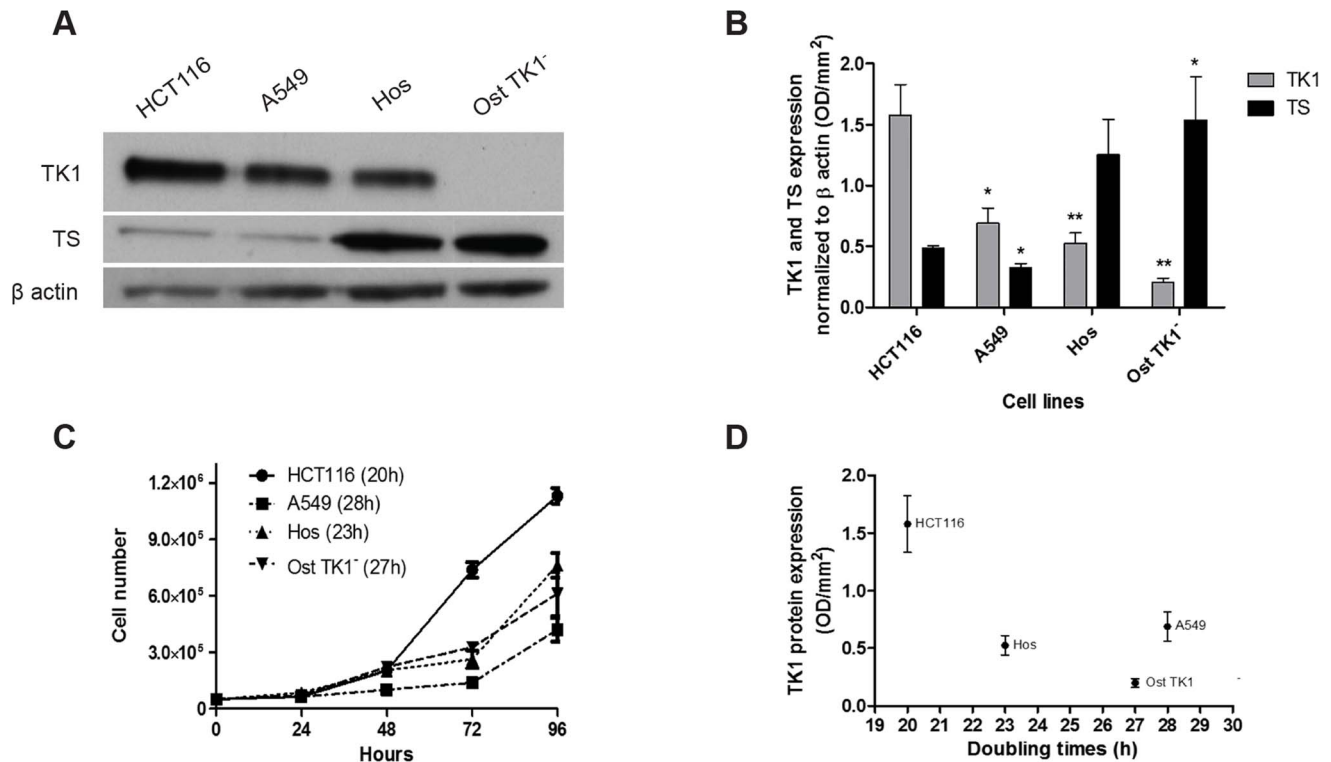 A
HCT116
A549
Hos
Ost TK1⁻
TK1
TS
β actin
B
TK1 and TS expression
normalized to β actin (OD/mm²)
2.0
1.5
1.0
0.5
0.0
*
*
**
**
*
TK1
TS
HCT116
A549
Hos
Ost TK1⁻
Cell lines
C
Cell number
1.2×10⁶
9.0×10⁵
6.0×10⁵
3.0×10⁵
0
HCT116 (20h)
A549 (28h)
Hos (23h)
Ost TK1⁻ (27h)
0 24 48 72 96
Hours
D
TK1 protein expression
(OD/mm²)
2.0
1.5
1.0
0.5
0.0
HCT116
Hos
A549
Ost TK1 -
19 20 21 22 23 24 25 26 27 28 29 30
Doubling times (h)